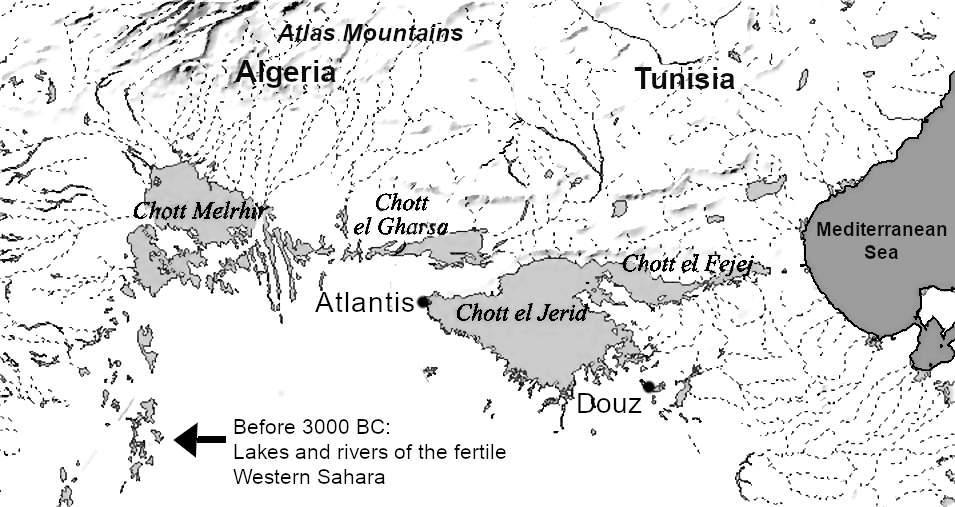 Atlas Mountains
Algeria
Tunisia
Chott Melrhir
Chott
el Gharsa
Mediterranean
Sea
Chott el Fejej
Atlantis
Chott el Jerid
Douz
Before 3000 BC:
Lakes and rivers of the fertile
Western Sahara